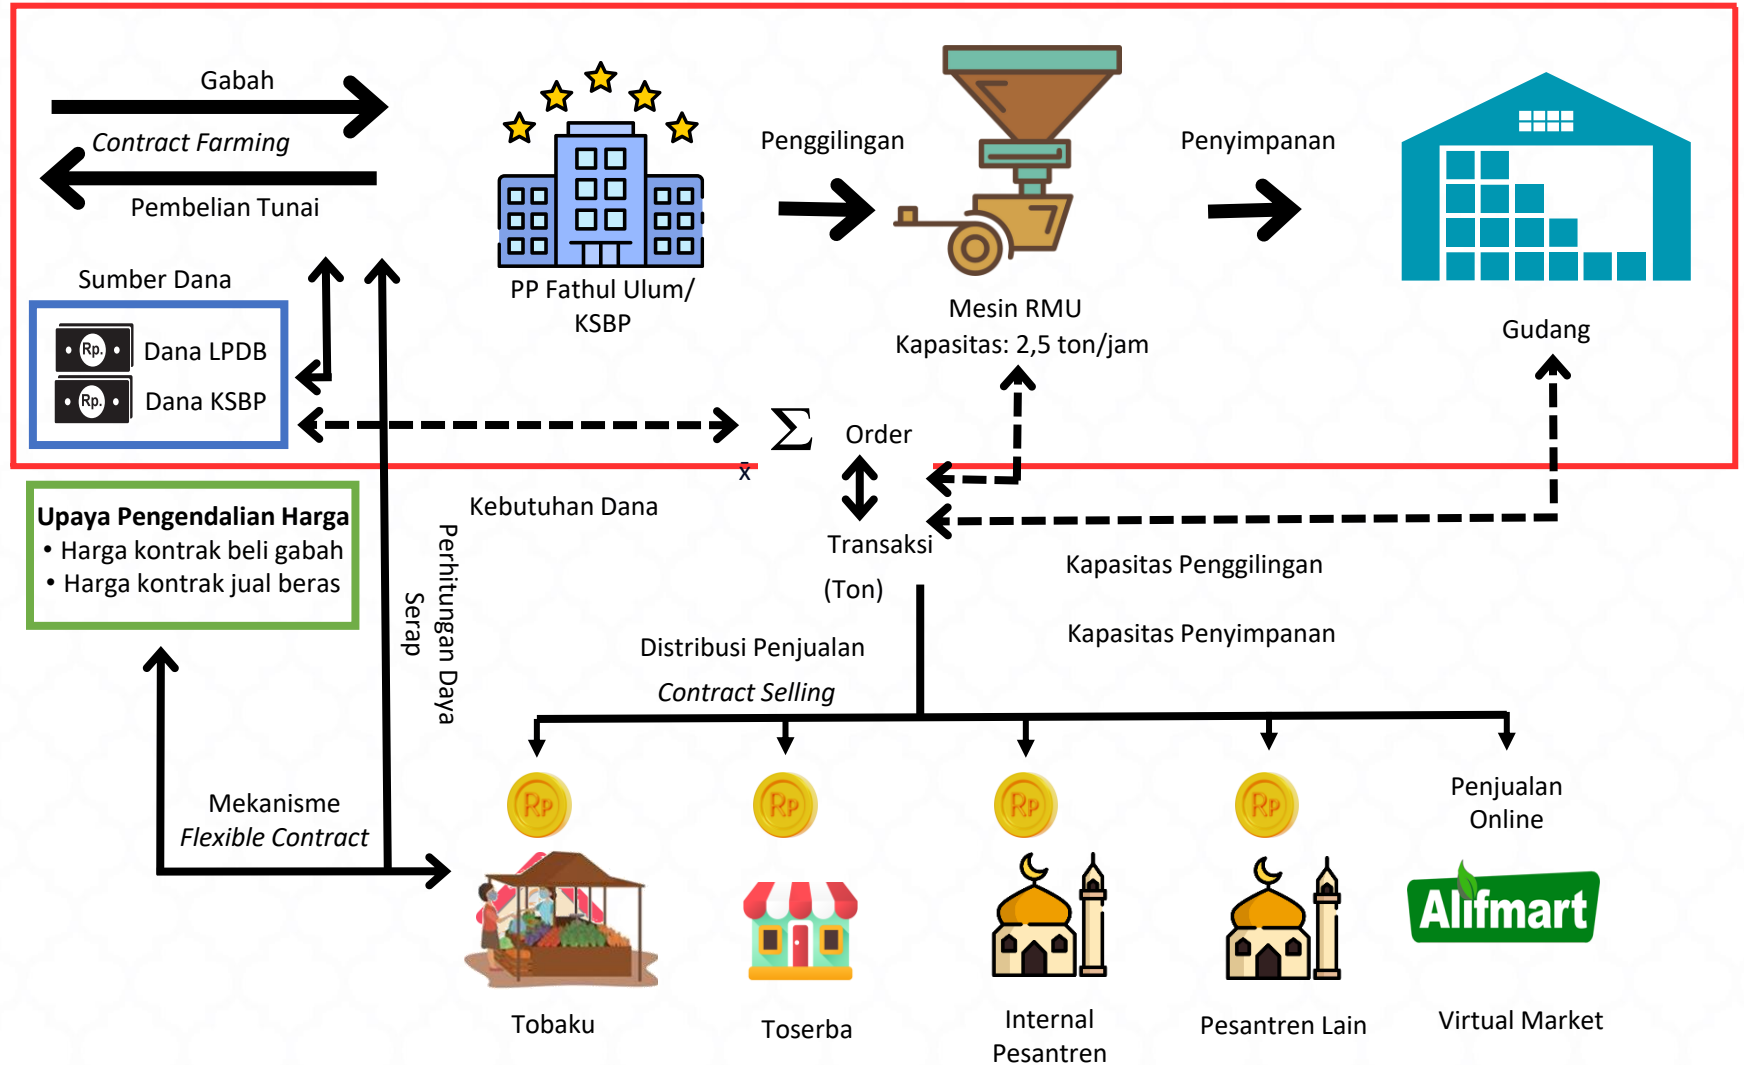 Gabah
Contract Farming
Pembelian Tunai
Sumber Dana
Rp.
Dana LPDB
Rp.
Dana KSBP
PP Fathul Ulum/
KSBP
Penggilingan
Mesin RMU
Kapasitas: 2,5 ton/jam
Penyimpanan
Gudang
Σ
Order
x̄
Kebutuhan Dana
Transaksi
(Ton)
Kapasitas Penggilingan
Kapasitas Penyimpanan
Upaya Pengendalian Harga
• Harga kontrak beli gabah
• Harga kontrak jual beras
Perhitungan Daya
Serap
Distribusi Penjualan
Contract Selling
Mekanisme
Flexible Contract
Rp
Rp
Rp
Rp
Penjualan
Online
Alifmart
Tobaku
Toserba
Internal
Pesantren
Pesantren Lain
Virtual Market